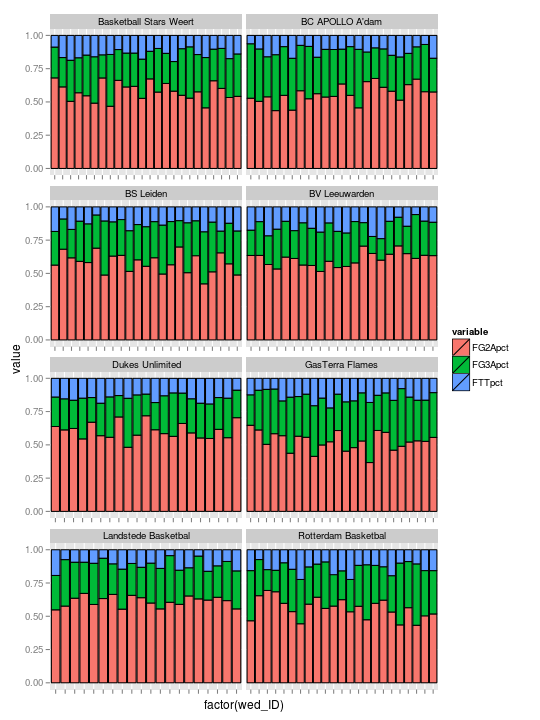 Basketball Stars Weert
BC APOLLO A'dam
1.00
0.75
0.50
0.25
0.00
BS Leiden
BV Leeuwarden
1.00
0.75
0.50
0.25
0.00
Dukes Unlimited
GasTerra Flames
1.00
0.75
0.50
0.25
0.00
Landstede Basketbal
Rotterdam Basketbal
1.00
0.75
0.50
0.25
0.00
value
factor(wed_ID)
variable
FG2Apct
FG3Apct
FTTpct